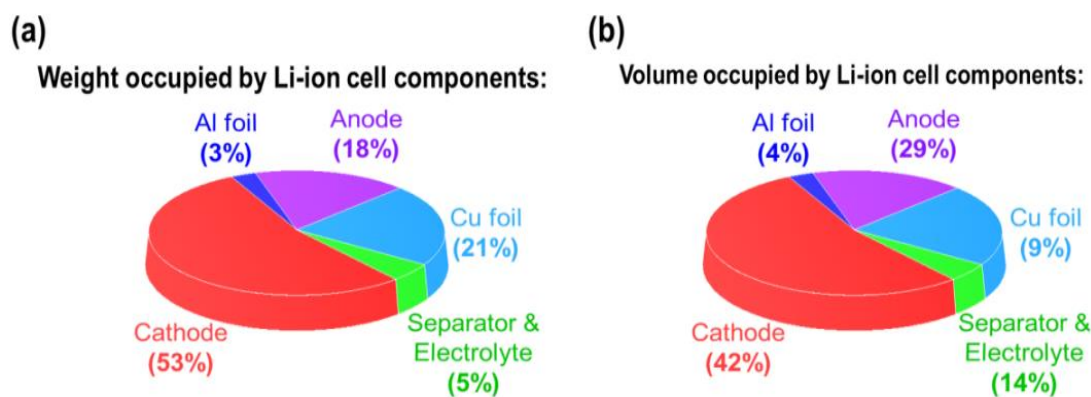 (a)
Weight occupied by Li-ion cell components:
Al foil
(3%)
Anode
(18%)
Cu foil
(21%)
Separator &
Electrolyte
(5%)
Cathode
(53%)
(b)
Volume occupied by Li-ion cell components:
Al foil
(4%)
Anode
(29%)
Cu foil
(9%)
Separator &
Electrolyte
(14%)
Cathode
(42%)